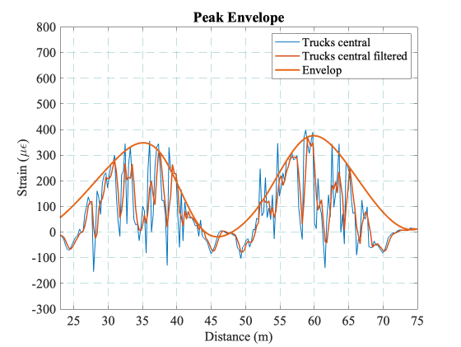 Peak Envelope
800
700
600
500
400
300
200
100
0
-100
-200
-300
Strain (με)
Trucks central
Trucks central filtered
Envelop
25 30 35 40 45 50 55 60 65 70 75
Distance (m)